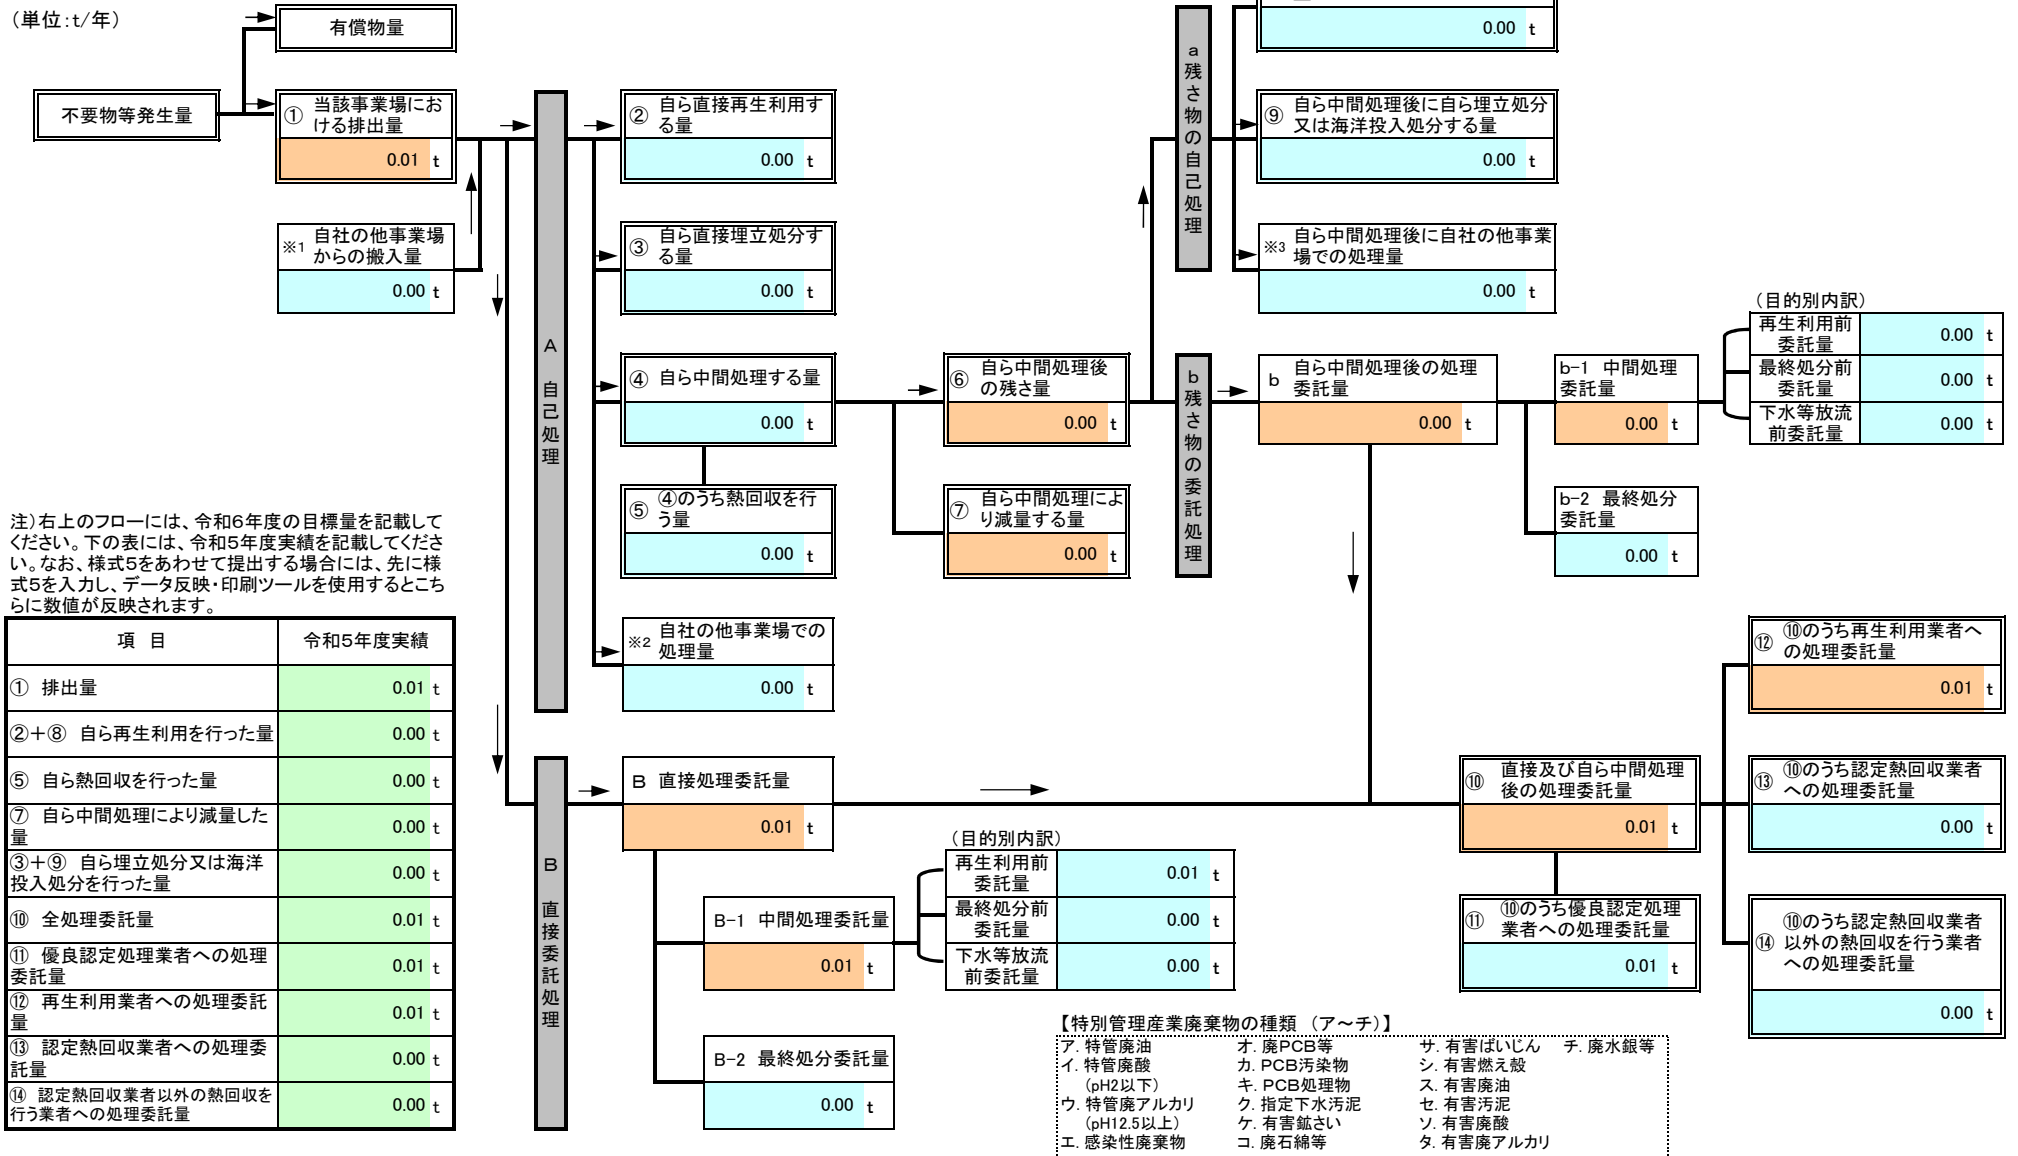 （単位：t/年）
有償物量
不要物等発生量
① 当該事業場にお
ける排出量
0.01 t
※1 自社の他事業場
からの搬入量
0.00 t
A 自己処理
② 自ら直接再生利用す
る量
0.00 t
③ 自ら直接埋立処分す
る量
0.00 t
④ 自ら中間処理する量
0.00 t
⑤ ④のうち熱回収を行
う量
0.00 t
※2 自社の他事業場での
処理量
0.00 t
⑥ 自ら中間処理後
の残さ量
0.00 t
⑦ 自ら中間処理によ
り減量する量
0.00 t
a 残さ物の自己処理
0.00 t
⑨ 自ら中間処理後に自ら埋立処分
又は海洋投入処分する量
0.00 t
※3 自ら中間処理後に自社の他事業
場での処理量
0.00 t
b 残さ物の委託処理
b 自ら中間処理後の処理
委託量
0.00 t
b-1 中間処理
委託量
0.00 t
b-2 最終処分
委託量
0.00 t
（目的別内訳）
再生利用前
委託量
0.00 t
最終処分前
委託量
0.00 t
下水等放流
前委託量
0.00 t
注）右上のフローには、令和6年度の目標量を記載して
ください。下の表には、令和5年度実績を記載してくださ
い。なお、様式5をあわせて提出する場合には、先に様
式5を入力し、データ反映・印刷ツールを使用するとこち
らに数値が反映されます。
項 目 令和5年度実績
① 排出量 0.01 t
②＋⑧ 自ら再生利用を行った量 0.00 t
⑤ 自ら熱回収を行った量 0.00 t
⑦ 自ら中間処理により減量した
量 0.00 t
③＋⑨ 自ら埋立処分又は海洋
投入処分を行った量 0.00 t
⑩ 全処理委託量 0.01 t
⑪ 優良認定処理業者への処理
委託量 0.01 t
⑫ 再生利用業者への処理委託
量 0.01 t
⑬ 認定熱回収業者への処理委
託量 0.00 t
⑭ 認定熱回収業者以外の熱回収を
行う業者への処理委託量 0.00 t
B 直接委託処理
B 直接処理委託量
0.01 t
B-1 中間処理委託量
0.01 t
B-2 最終処分委託量
0.00 t
（目的別内訳）
再生利用前
委託量
0.01 t
最終処分前
委託量
0.00 t
下水等放流
前委託量
0.00 t
⑩ 直接及び自ら中間処理
後の処理委託量
0.01 t
⑪ ⑩のうち優良認定処理
業者への処理委託量
0.01 t
⑫ ⑩のうち再生利用業者へ
の処理委託量
0.01 t
⑬ ⑩のうち認定熱回収業者
への処理委託量
0.00 t
⑭ ⑩のうち認定熱回収業者
以外の熱回収を行う業者
への処理委託量
0.00 t
【特別管理産業廃棄物の種類 （ア～チ）】
ア. 特管廃油 オ. 廃PCB等 サ. 有害ばいじん チ. 廃水銀等
イ. 特管廃酸 カ. PCB汚染物 シ. 有害燃え殻
（pH2以下） キ. PCB処理物 ス. 有害廃油
ウ. 特管廃アルカリ ク. 指定下水汚泥 セ. 有害汚泥
（pH12.5以上） ケ. 有害鉱さい ソ. 有害廃酸
エ. 感染性廃棄物 コ. 廃石綿等 タ. 有害廃アルカリ